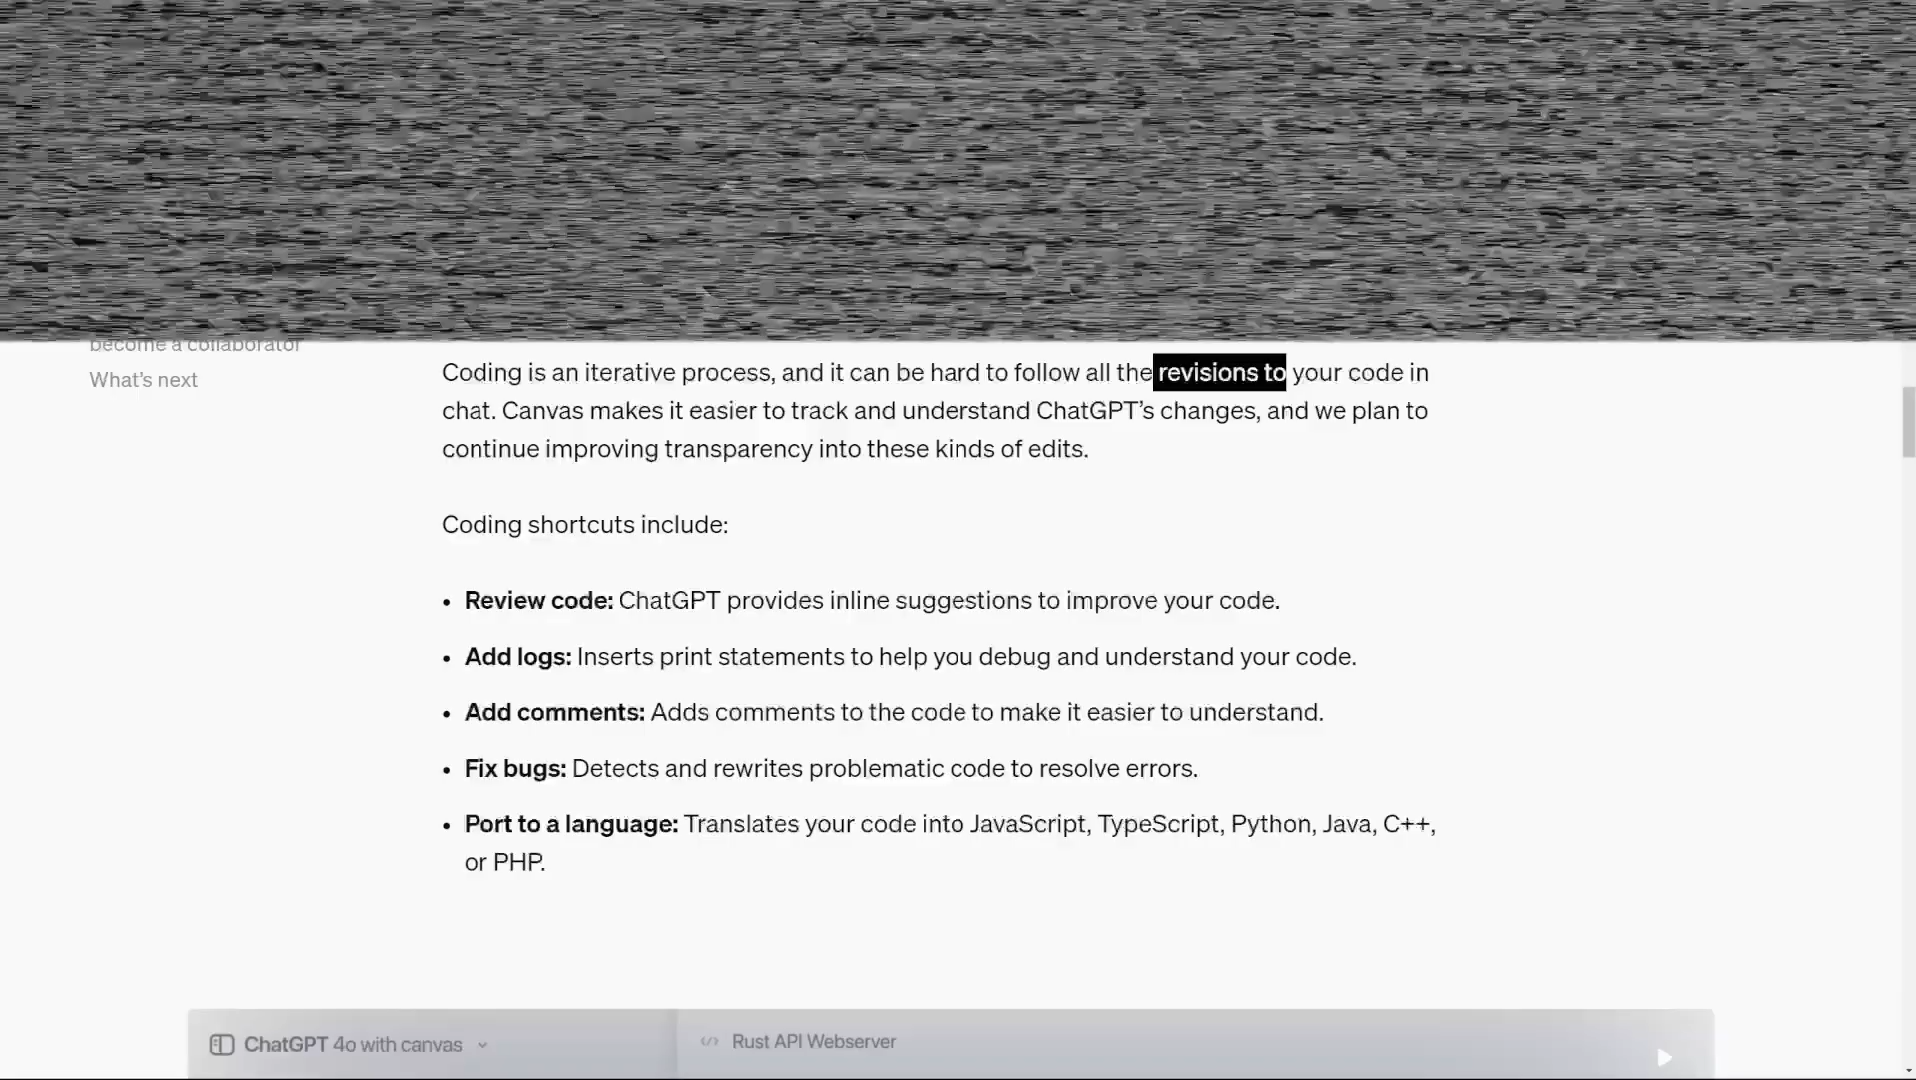 become a collaborator
What's next
Coding is an iterative process, and it can be hard to follow all the revisions to your code in
chat. Canvas makes it easier to track and understand ChatGPT’s changes, and we plan to
continue improving transparency into these kinds of edits.
Coding shortcuts include:
• Review code: ChatGPT provides inline suggestions to improve your code.
• Add logs: Inserts print statements to help you debug and understand your code.
• Add comments: Adds comments to the code to make it easier to understand.
• Fix bugs: Detects and rewrites problematic code to resolve errors.
• Port to a language: Translates your code into JavaScript, TypeScript, Python, Java, C++,
or PHP.
ChatGPT 4o with canvas
Rust API Webserver